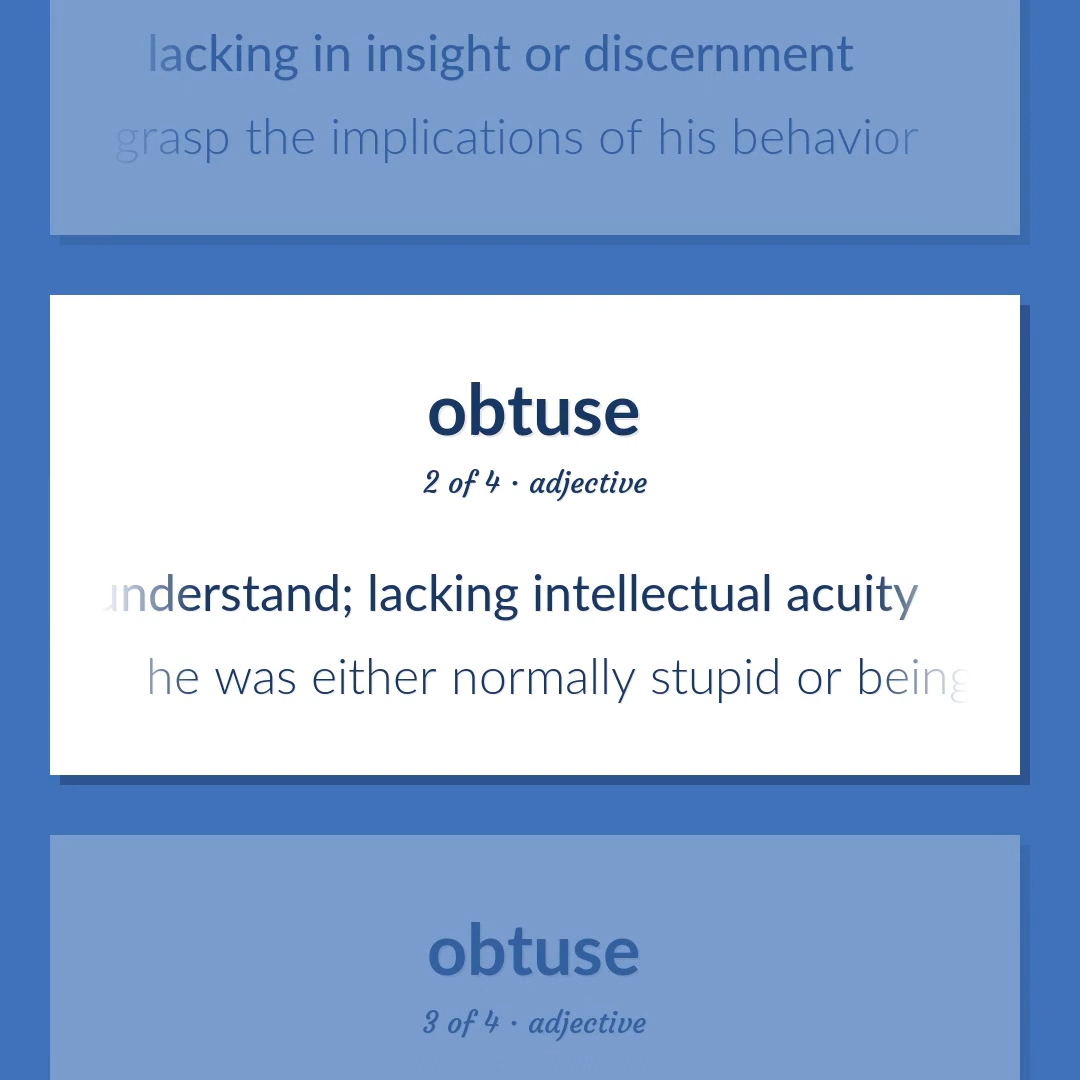 lacking in insight or discernment
grasp the implications of his behavior
obtuse
2 of 4 · adjective
understand; lacking intellectual acuity
he was either normally stupid or being
obtuse
3 of 4 · adjective